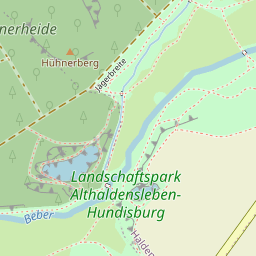 nerheide
Hühnerberg
Jägerbreite
Landschaftspark
Althaldensleben-
Hundisburg
Beber
Halden